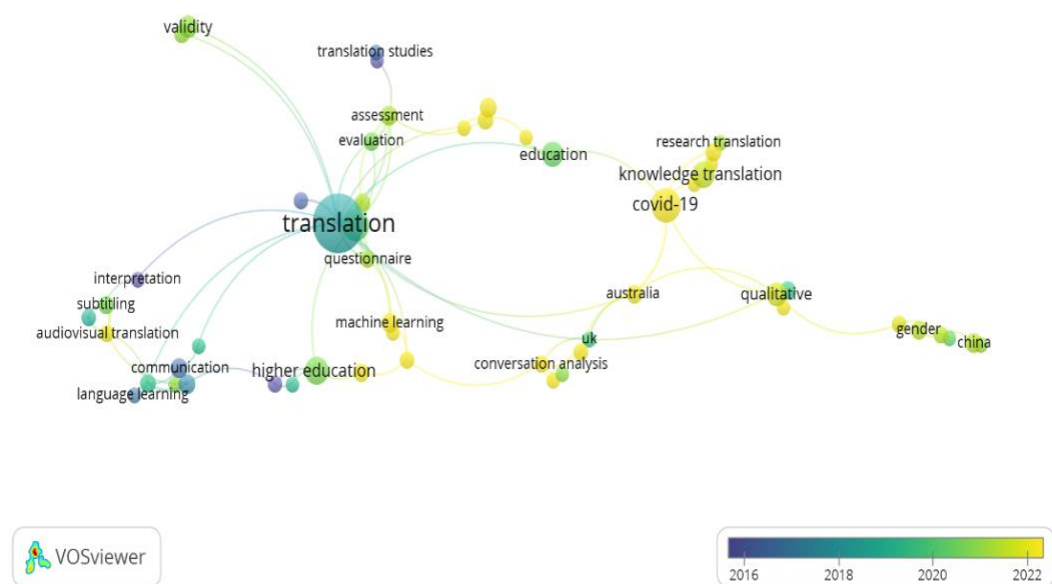 validity
translation studies
assessment
evaluation
education
research translation
knowledge translation
covid-19
translation
questionnaire
interpretation
subtitling
audiovisual translation
machine learning
australia
qualitative
uk
gender
china
communication
higher education
conversation analysis
language learning
VOSviewer
2016 2018 2020 2022